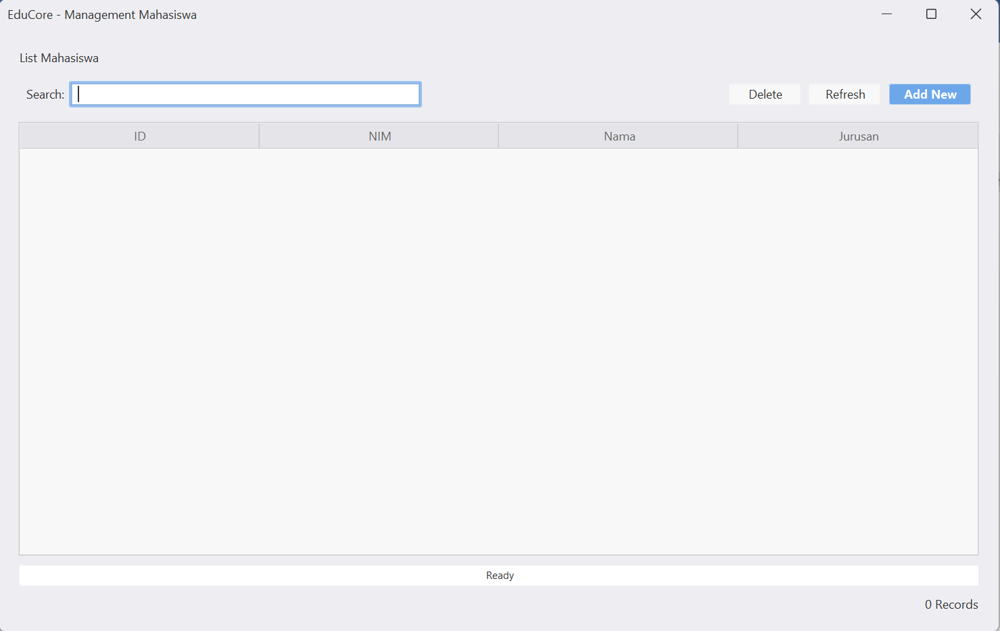 EduCore - Management Mahasiswa
List Mahasiswa
Search: Delete Refresh Add New
ID NIM Nama Jurusan
Ready
0 Records